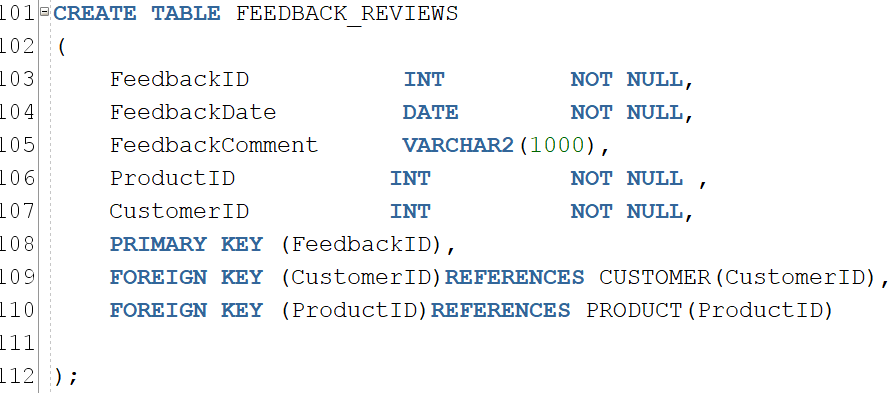 101 CREATE TABLE FEEDBACK_REVIEWS
102 (
103 FeedbackID INT NOT NULL,
104 FeedbackDate DATE NOT NULL,
105 FeedbackComment VARCHAR2(1000),
106 ProductID INT NOT NULL ,
107 CustomerID INT NOT NULL,
108 PRIMARY KEY (FeedbackID),
109 FOREIGN KEY (CustomerID)REFERENCES CUSTOMER(CustomerID),
110 FOREIGN KEY (ProductID)REFERENCES PRODUCT(ProductID)
111
112 );